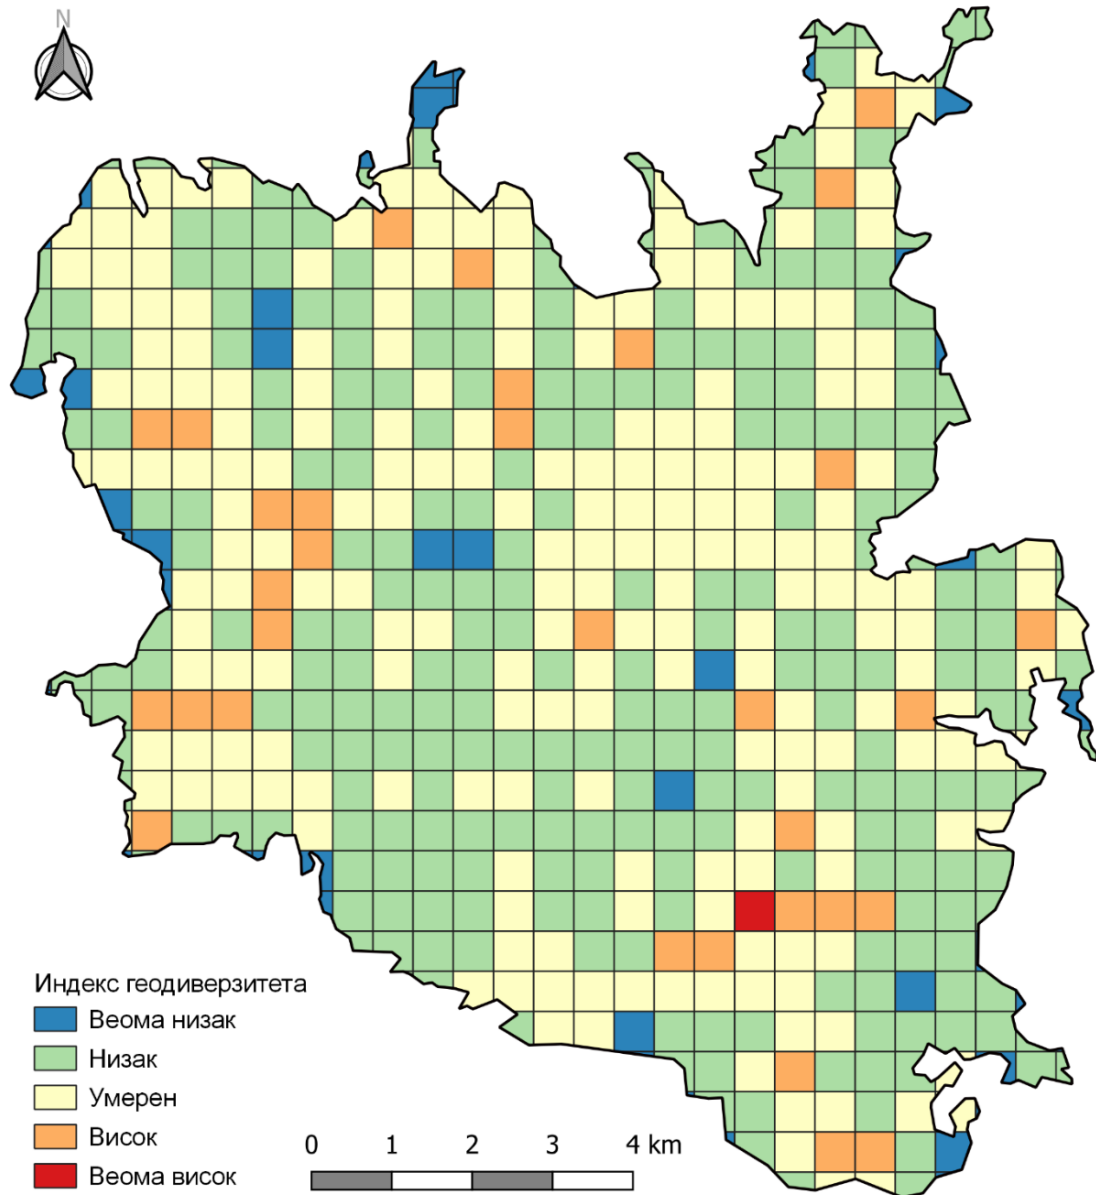 N
Индекс геодиверзитета
Веома низак
Низак
Умерен
Висок
Веома висок
0 1 2 3 4 km